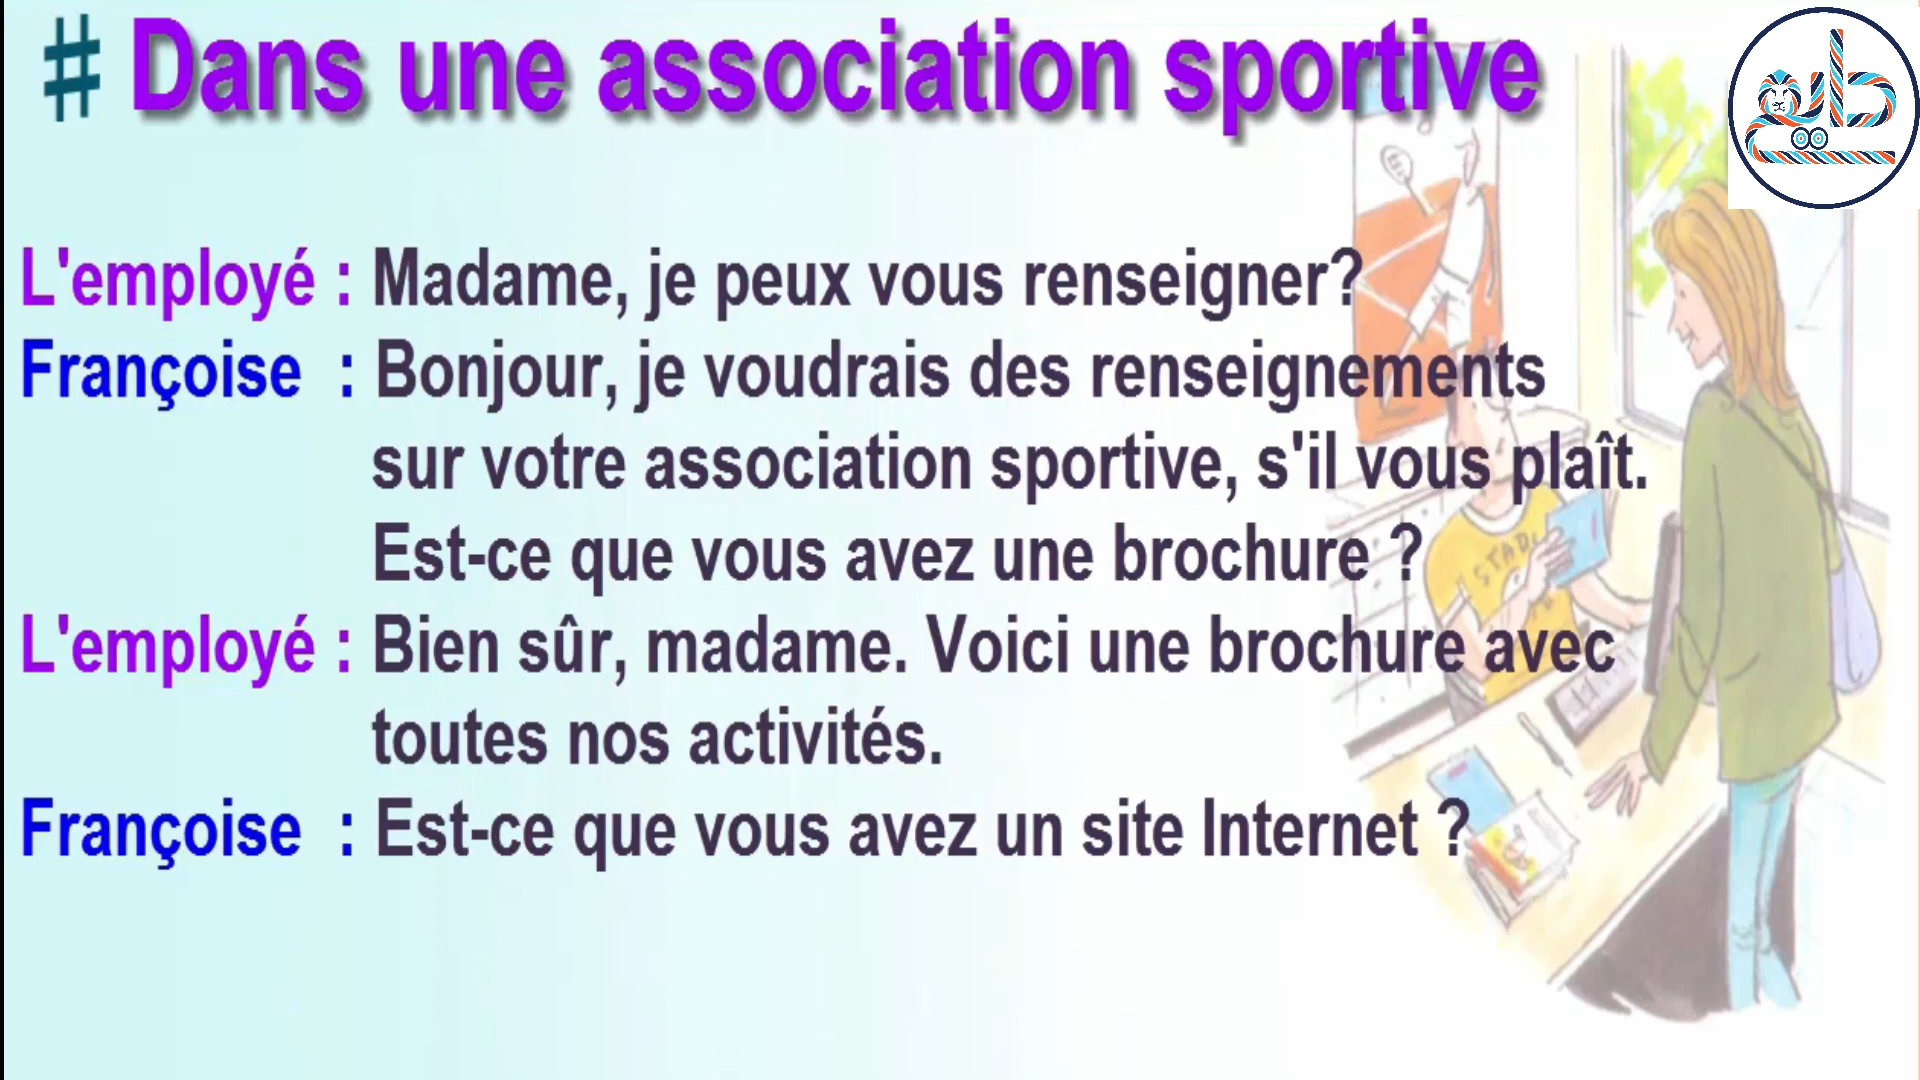 # Dans une association sportive
L'employé : Madame, je peux vous renseigner?
Françoise : Bonjour, je voudrais des renseignements
sur votre association sportive, s'il vous plaît.
Est-ce que vous avez une brochure ?
L'employé : Bien sûr, madame. Voici une brochure avec
toutes nos activités.
Françoise : Est-ce que vous avez un site Internet ?